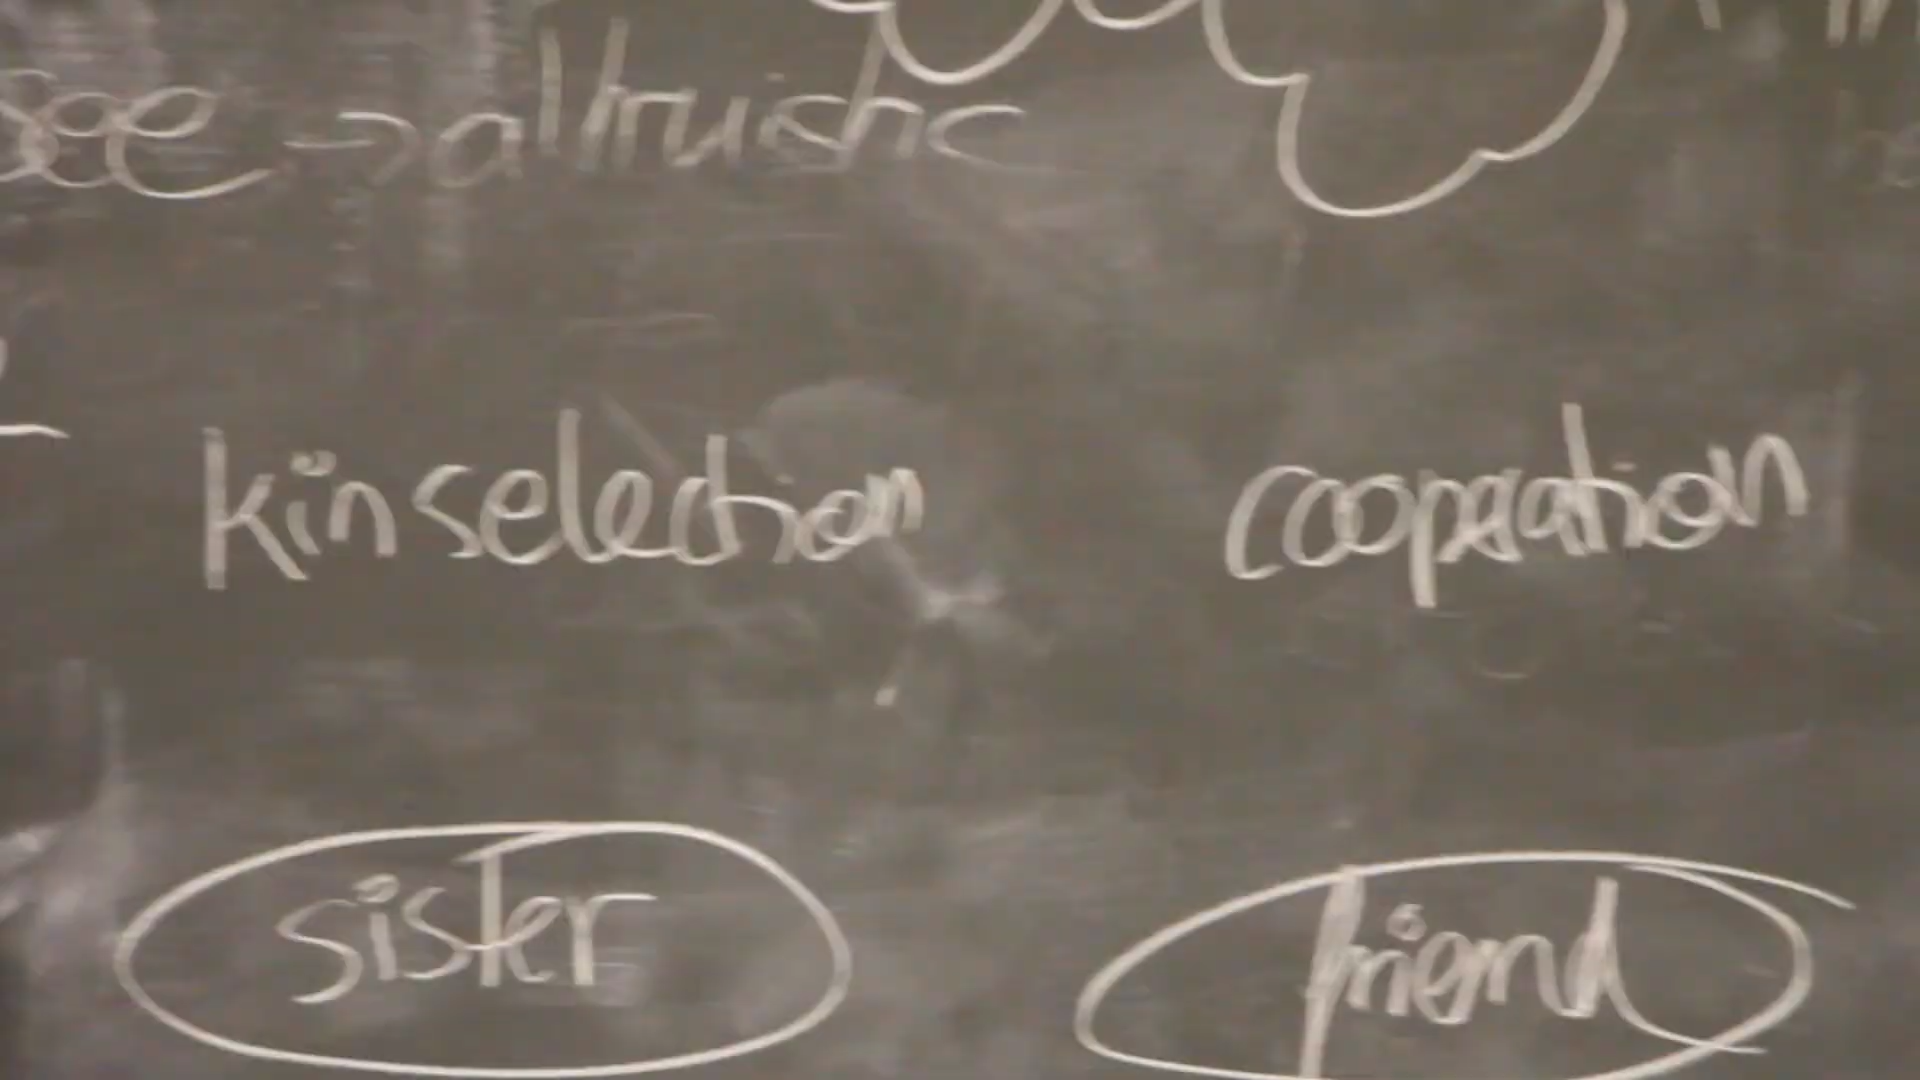 see → altruistic
kin selection cooperation
sister friend